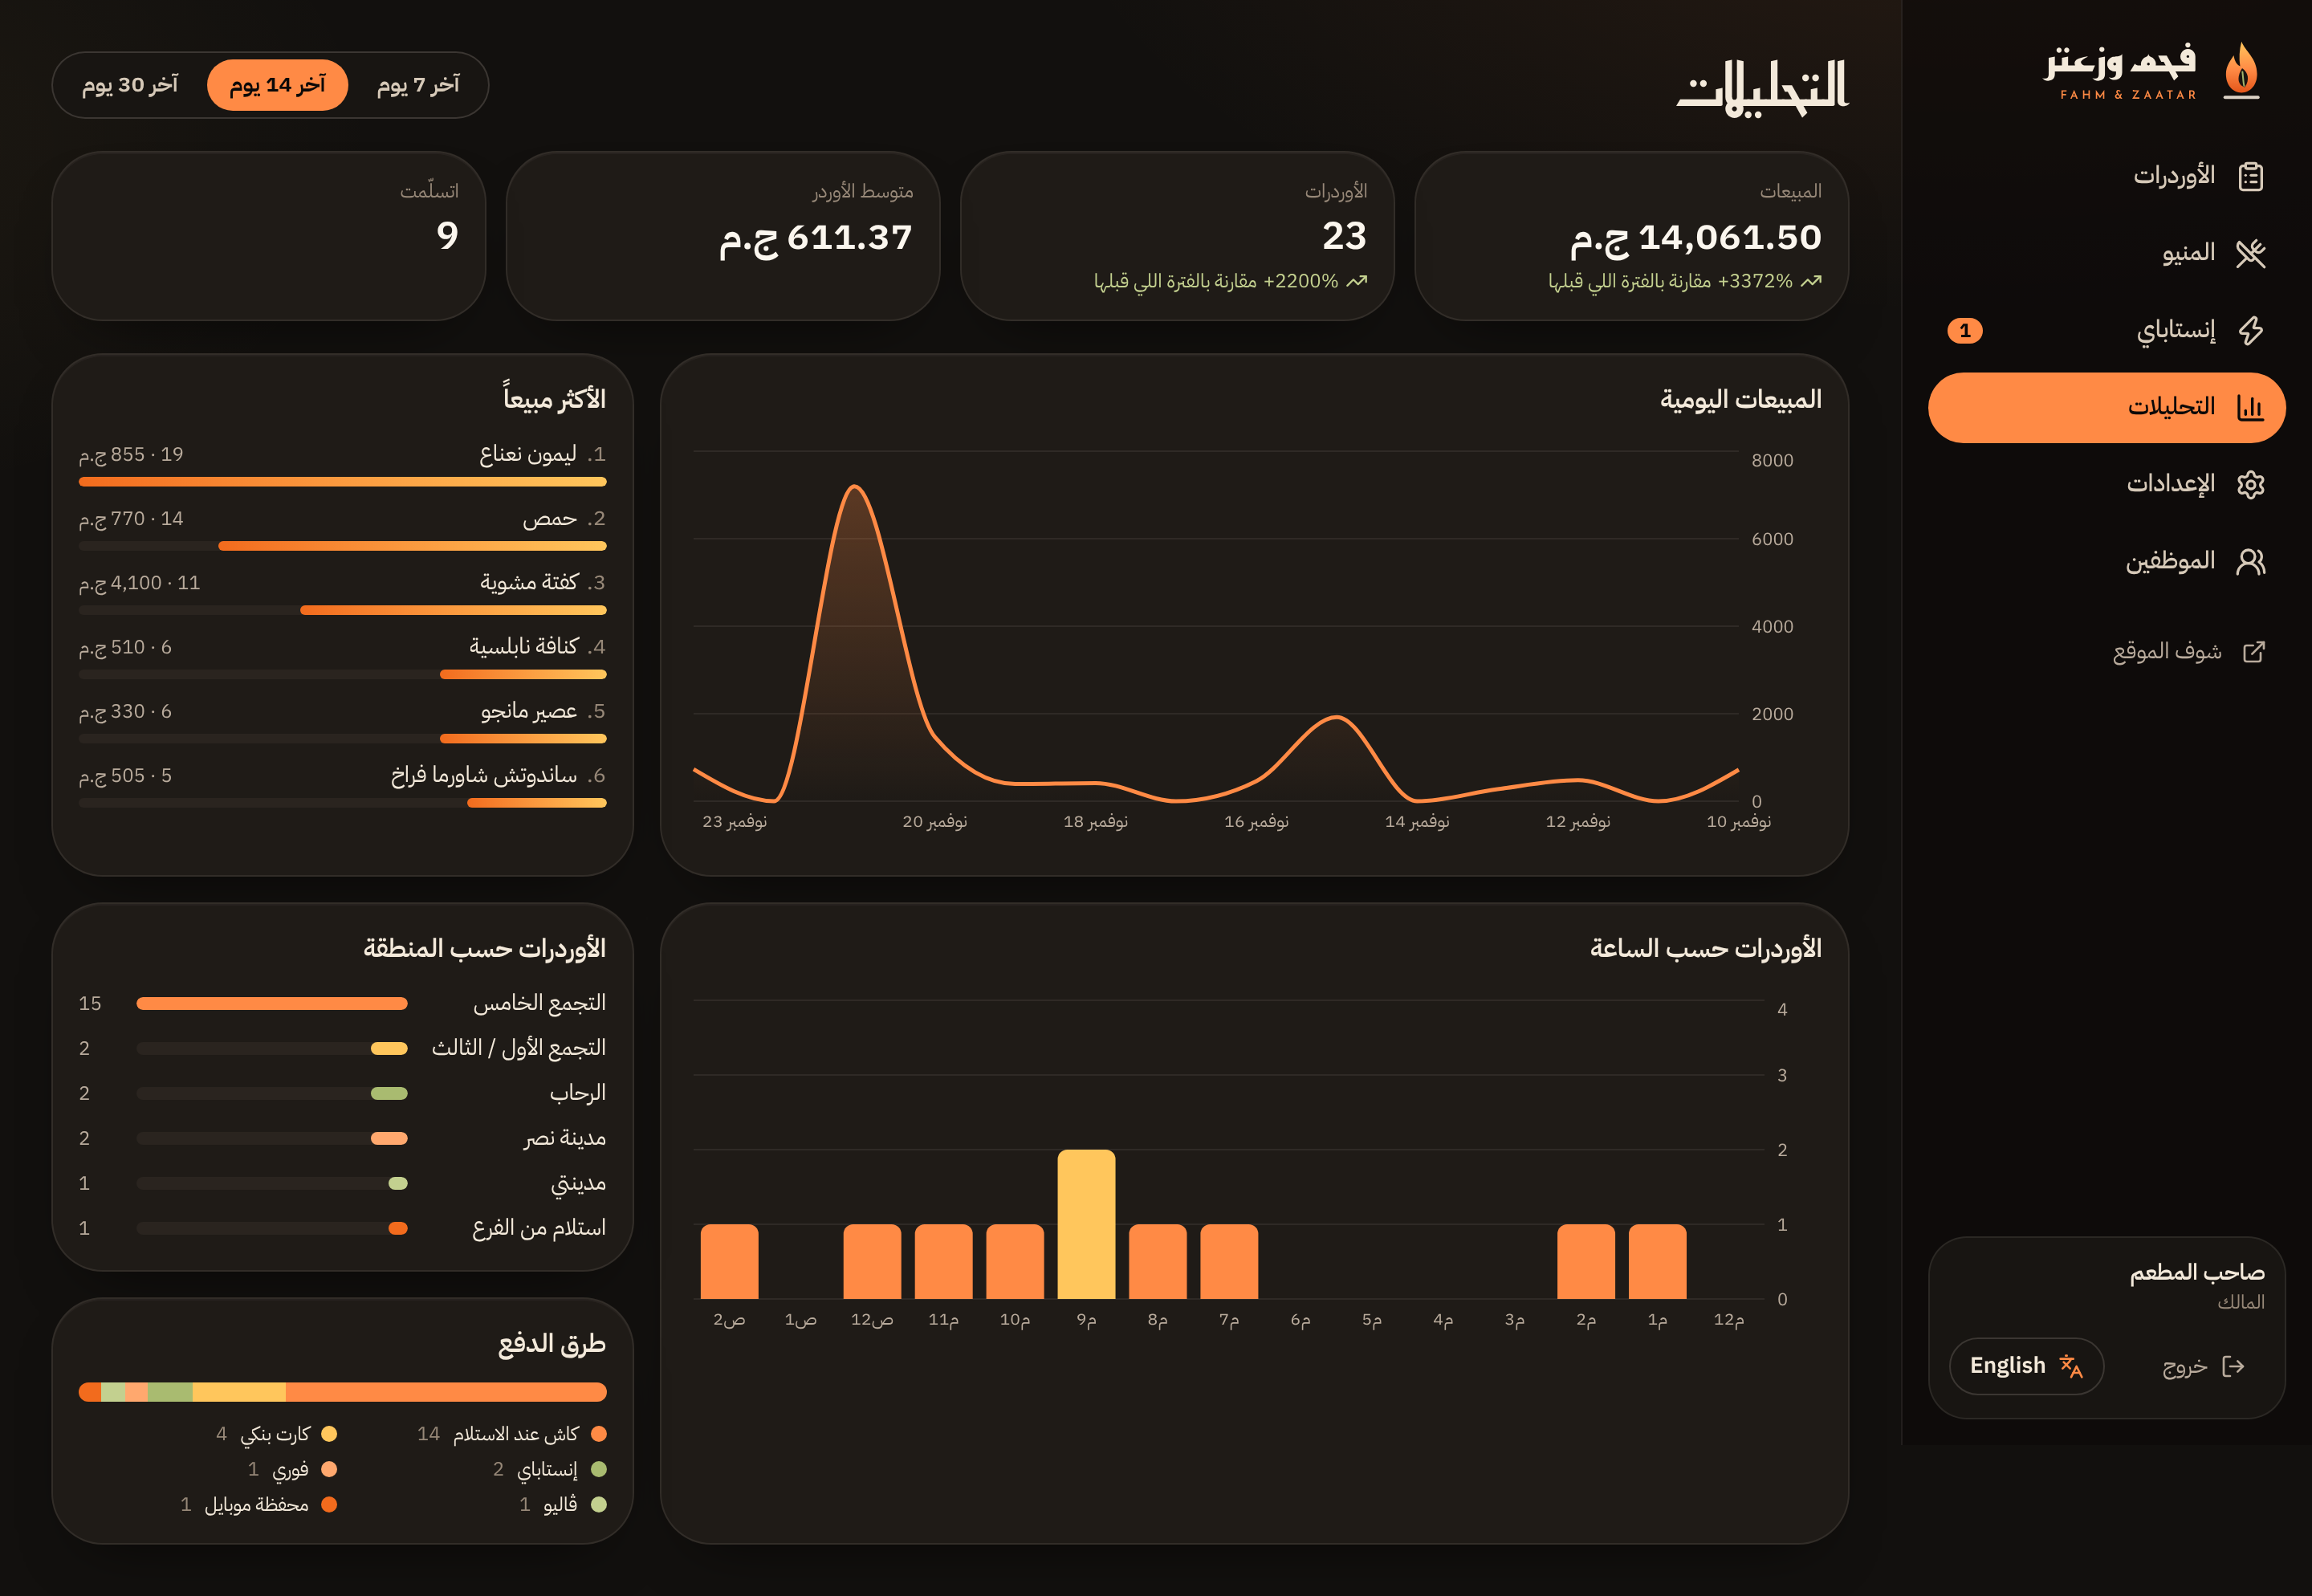 فحم وزعتر
FAHM & ZAATAR
الأوردرات
المنيو
إنستاباي 1
التحليلات
الإعدادات
الموظفين
شوف الموقع
صاحب المطعم
المالك
خروج
English
التحليلات
آخر 7 يوم
آخر 14 يوم
آخر 30 يوم
المبيعات
14,061.50 ج.م
+3372% مقارنة بالفترة اللي قبلها
الأوردرات
23
+2200% مقارنة بالفترة اللي قبلها
متوسط الأوردر
611.37 ج.م
اتسلّمت
9
المبيعات اليومية
8000
6000
4000
2000
0
10 نوفمبر
12 نوفمبر
14 نوفمبر
16 نوفمبر
18 نوفمبر
20 نوفمبر
23 نوفمبر
الأكثر مبيعاً
1. ليمون نعناع 19 · 855 ج.م
2. حمص 14 · 770 ج.م
3. كفتة مشوية 11 · 4,100 ج.م
4. كنافة نابلسية 6 · 510 ج.م
5. عصير مانجو 6 · 330 ج.م
6. ساندوتش شاورما فراخ 5 · 505 ج.م
الأوردرات حسب الساعة
4
3
2
1
0
12م
1م
2م
3م
4م
5م
6م
7م
8م
9م
10م
11م
12ص
1ص
2ص
الأوردرات حسب المنطقة
التجمع الخامس 15
التجمع الأول / الثالث 2
الرحاب 2
مدينة نصر 2
مدينتي 1
استلام من الفرع 1
طرق الدفع
كاش عند الاستلام 14
كارت بنكي 4
إنستاباي 2
فوري 1
ڤاليو 1
محفظة موبايل 1